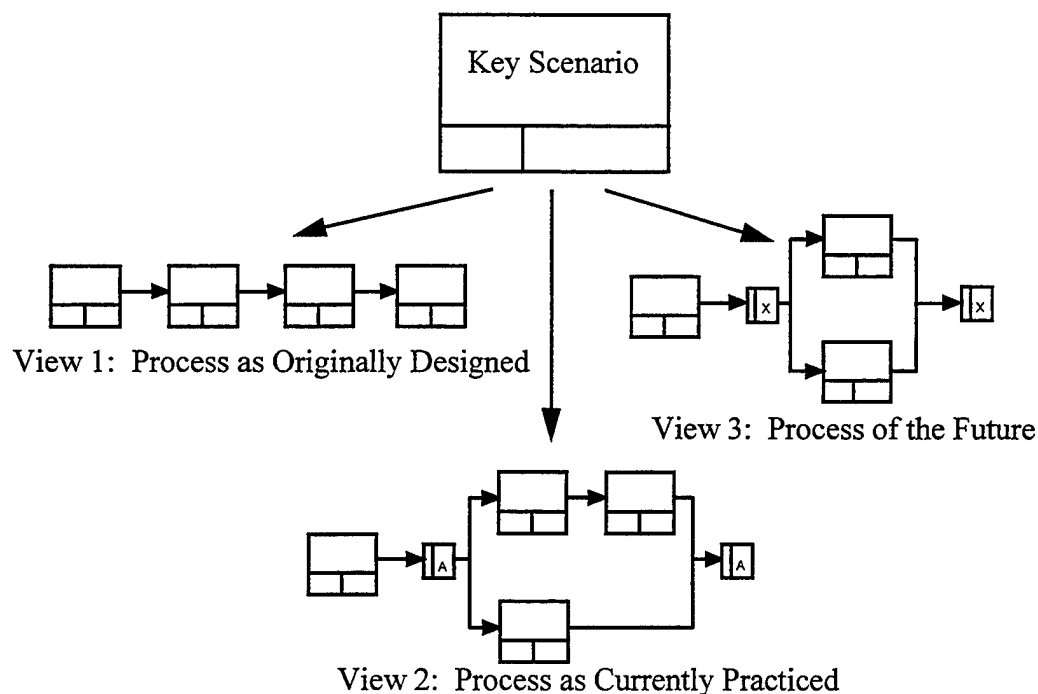 Key Scenario
X
X
View 1: Process as Originally Designed
View 3: Process of the Future
A
A
View 2: Process as Currently Practiced